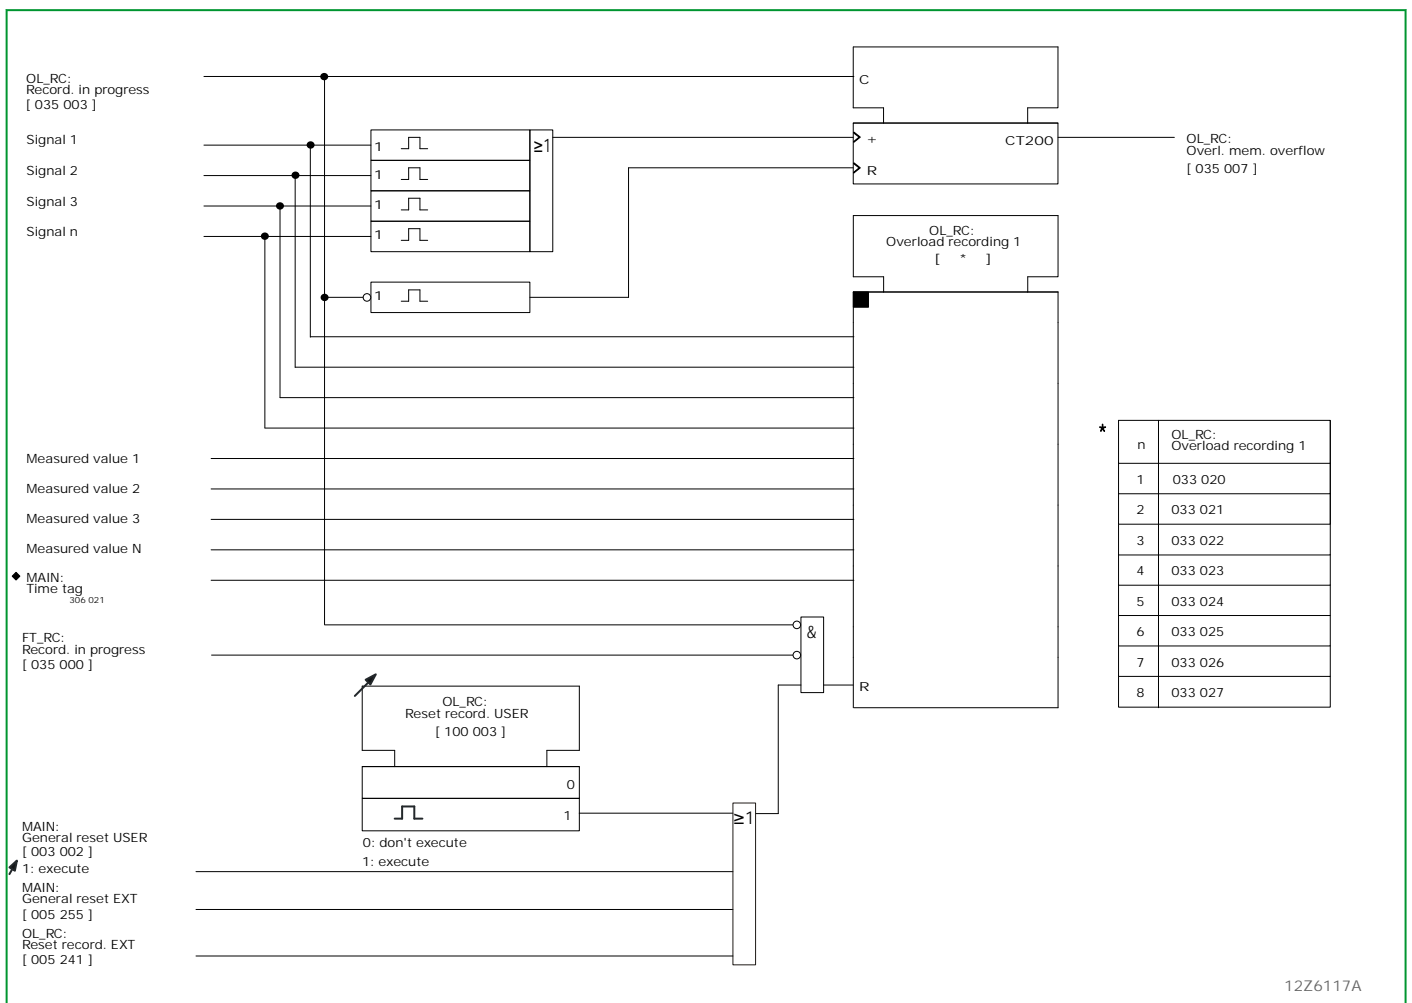 OL_RC:
Record. in progress
[ 035 003 ]
C
Signal 1
Signal 2
Signal 3
Signal n
1
1
1
1
≥1
+
R
CT200
OL_RC:
Overl. mem. overflow
[ 035 007 ]
1
OL_RC:
Overload recording 1
[ * ]
Measured value 1
Measured value 2
Measured value 3
Measured value N
MAIN:
Time tag
306 021
FT_RC:
Record. in progress
[ 035 000 ]
&
R
*
n OL_RC:
Overload recording 1
1 033 020
2 033 021
3 033 022
4 033 023
5 033 024
6 033 025
7 033 026
8 033 027
OL_RC:
Reset record. USER
[ 100 003 ]
0
1
0: don't execute
1: execute
≥1
MAIN:
General reset USER
[ 003 002 ]
1: execute
MAIN:
General reset EXT
[ 005 255 ]
OL_RC:
Reset record. EXT
[ 005 241 ]
12Z6117A